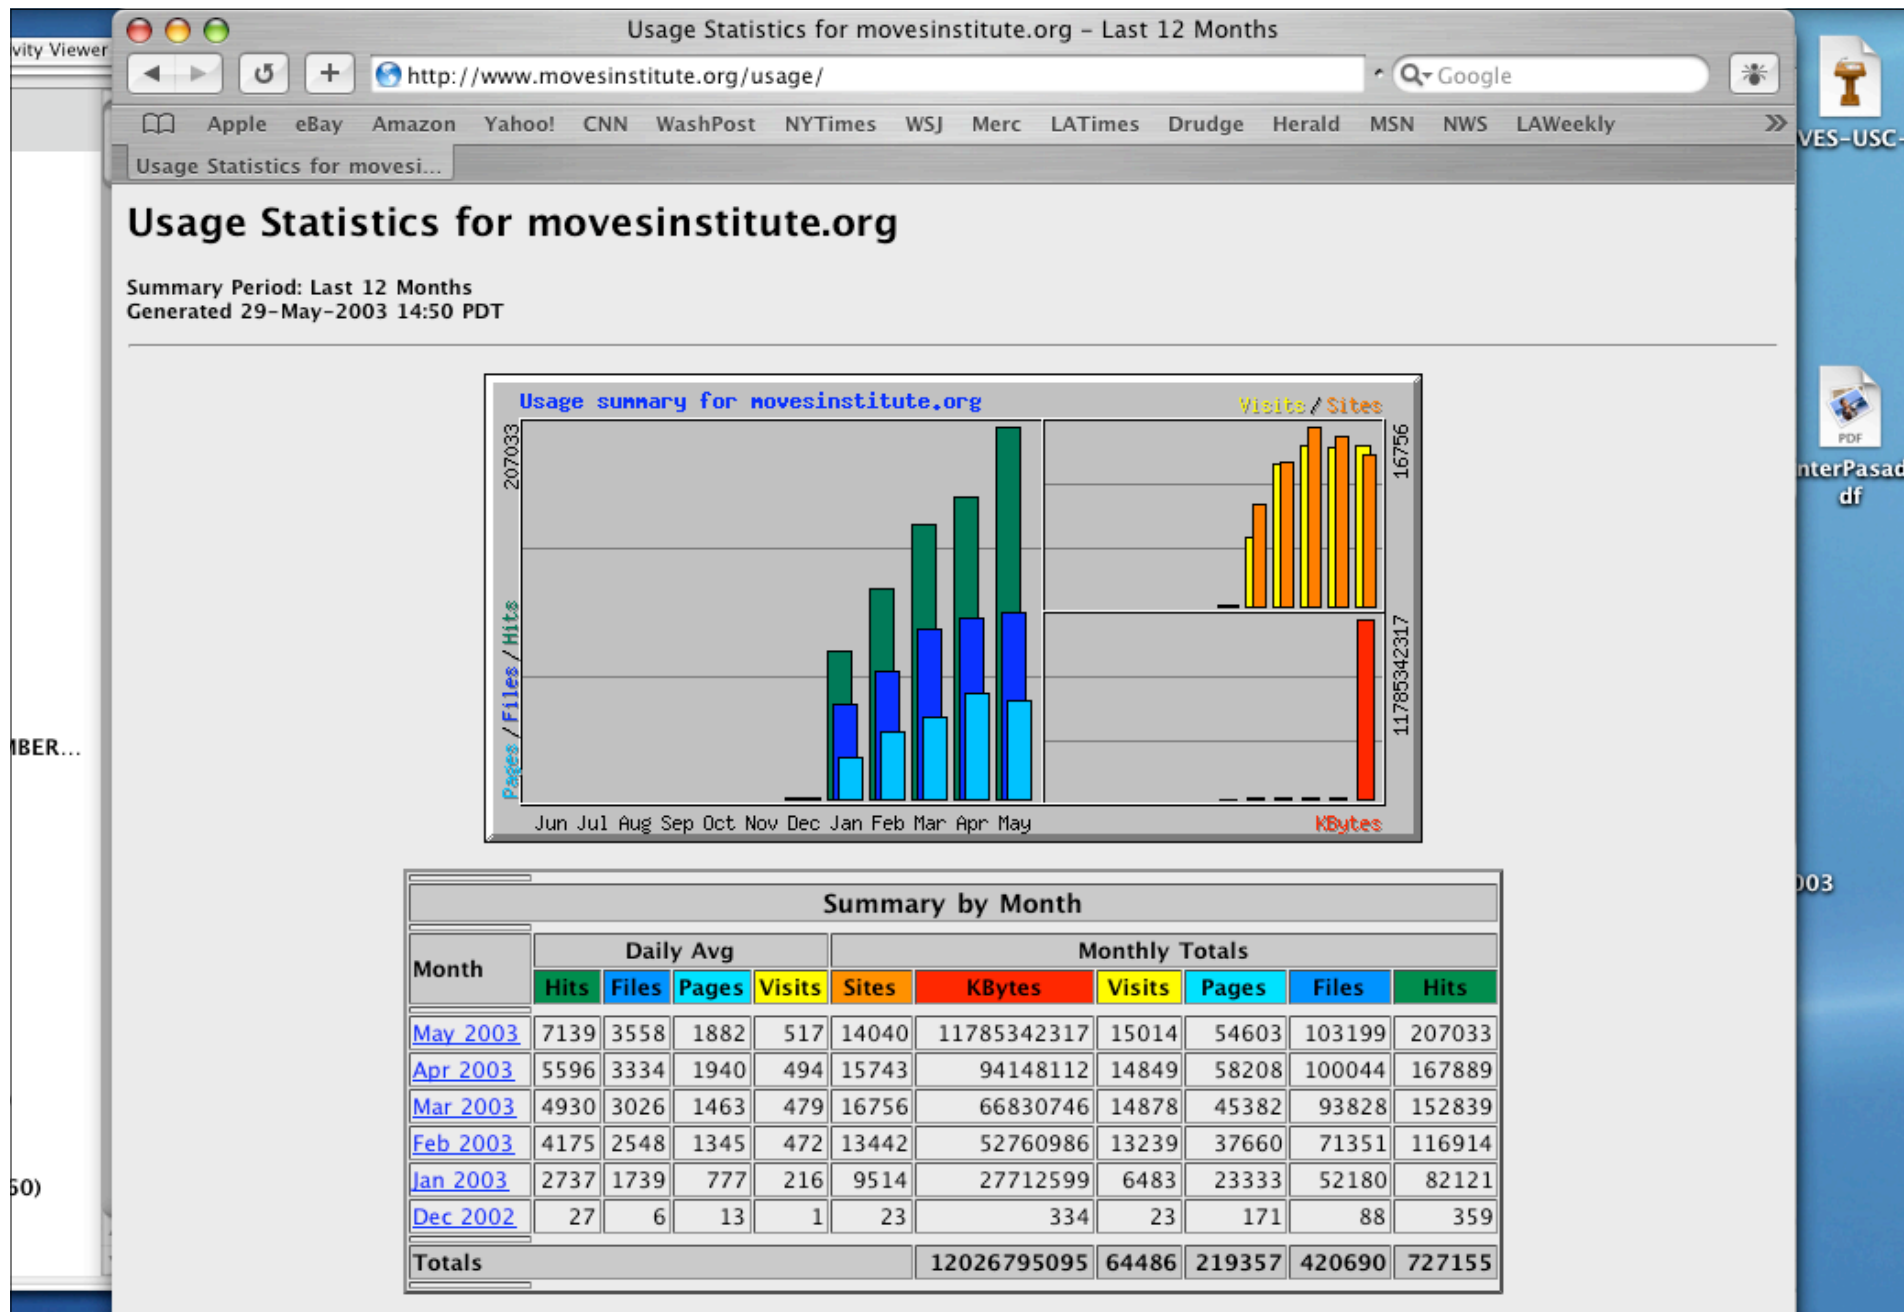 Usage Statistics for movesinstitute.org – Last 12 Months
vity Viewer
http://www.movesinstitute.org/usage/
Google
Apple eBay Amazon Yahoo! CNN WashPost NYTimes WSJ Merc LATimes Drudge Herald MSN NWS LAWeekly
VES-USC-
Usage Statistics for movesi...
Usage Statistics for movesinstitute.org
Summary Period: Last 12 Months
Generated 29-May-2003 14:50 PDT
Usage summary for movesinstitute.org
Visits / Sites
207033
16756
Pages / Files / Hits
11785342317
Jun Jul Aug Sep Oct Nov Dec Jan Feb Mar Apr May
KBytes
PDF
nterPasad
df
IBER...
003
60)
Summary by Month
Month Daily Avg Monthly Totals
Hits Files Pages Visits Sites KBytes Visits Pages Files Hits
May 2003 7139 3558 1882 517 14040 11785342317 15014 54603 103199 207033
Apr 2003 5596 3334 1940 494 15743 94148112 14849 58208 100044 167889
Mar 2003 4930 3026 1463 479 16756 66830746 14878 45382 93828 152839
Feb 2003 4175 2548 1345 472 13442 52760986 13239 37660 71351 116914
Jan 2003 2737 1739 777 216 9514 27712599 6483 23333 52180 82121
Dec 2002 27 6 13 1 23 334 23 171 88 359
Totals 12026795095 64486 219357 420690 727155